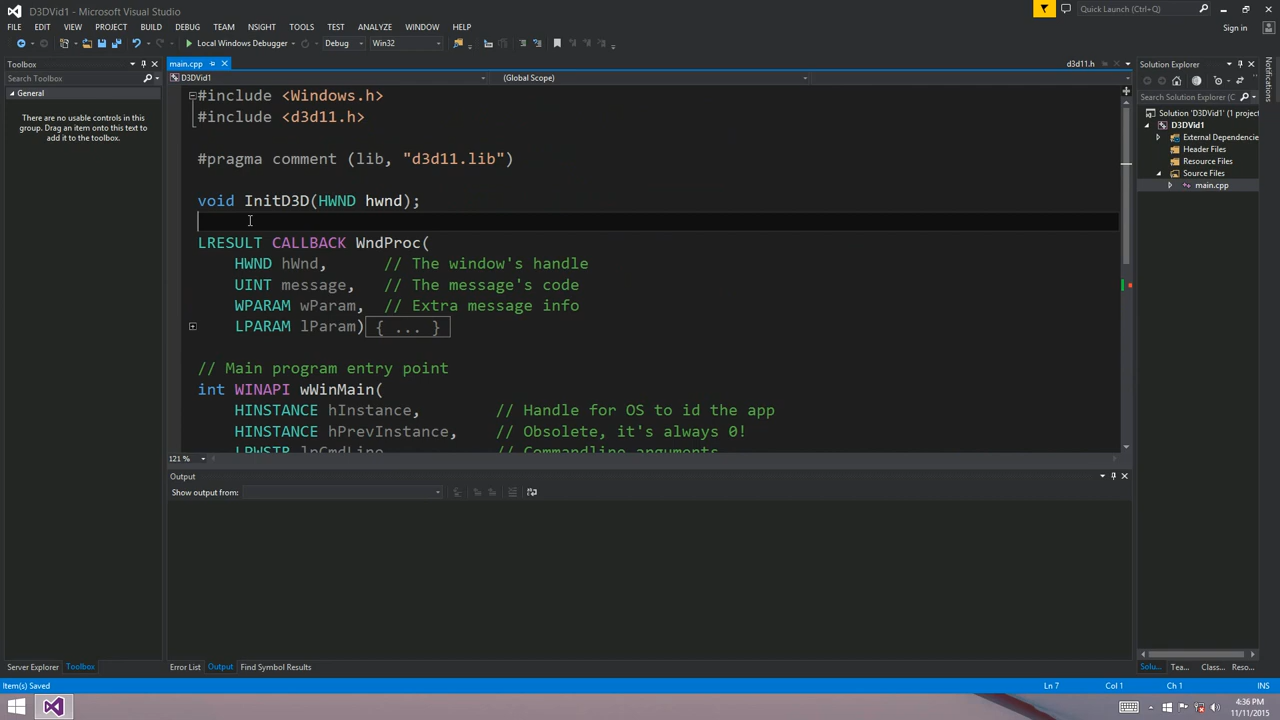 D3DVid1 - Microsoft Visual Studio
Quick Launch (Ctrl+Q)
FILE EDIT VIEW PROJECT BUILD DEBUG TEAM NSIGHT TOOLS TEST ANALYZE WINDOW HELP
Sign in
Local Windows Debugger Debug Win32
Toolbox
Search Toolbox
General
There are no usable controls in this
group. Drag an item onto this text to
add it to the toolbox.
main.cpp
d3d11.h
D3DVid1
(Global Scope)
#include <Windows.h>
#include <d3d11.h>
#pragma comment (lib, "d3d11.lib")
void InitD3D(HWND hwnd);
LRESULT CALLBACK WndProc(
HWND hWnd, // The window's handle
UINT message, // The message's code
WPARAM wParam, // Extra message info
LPARAM lParam){ ... }
// Main program entry point
int WINAPI wWinMain(
HINSTANCE hInstance, // Handle for OS to id the app
HINSTANCE hPrevInstance, // Obsolete, it's always 0!
LPWSTR lpCmdLine, // Commandline arguments
121 %
Output
Show output from:
Solution Explorer
Search Solution Explorer (C
Solution 'D3DVid1' (1 project
D3DVid1
External Dependencie
Header Files
Resource Files
Source Files
main.cpp
Notifications
Server Explorer Toolbox
Error List Output Find Symbol Results
Solu... Tea... Class... Reso...
Item(s) Saved
Ln 7 Col 1 Ch 1 INS
4:36 PM
11/11/2015